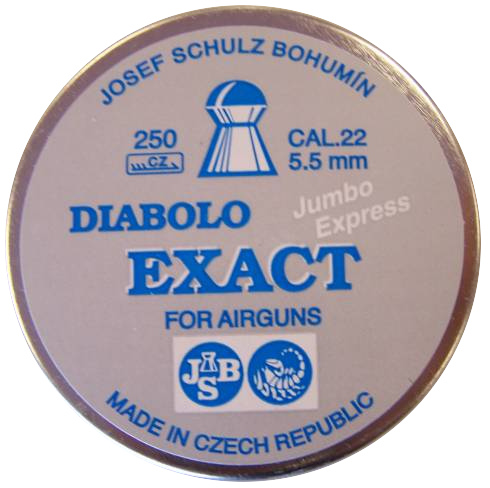 JOSEF SCHULZ BOHUMÍN
250
CZ
CAL.22
5.5 mm
DIABOLO
Jumbo
Express
EXACT
FOR AIRGUNS
JSB
MADE IN CZECH REPUBLIC